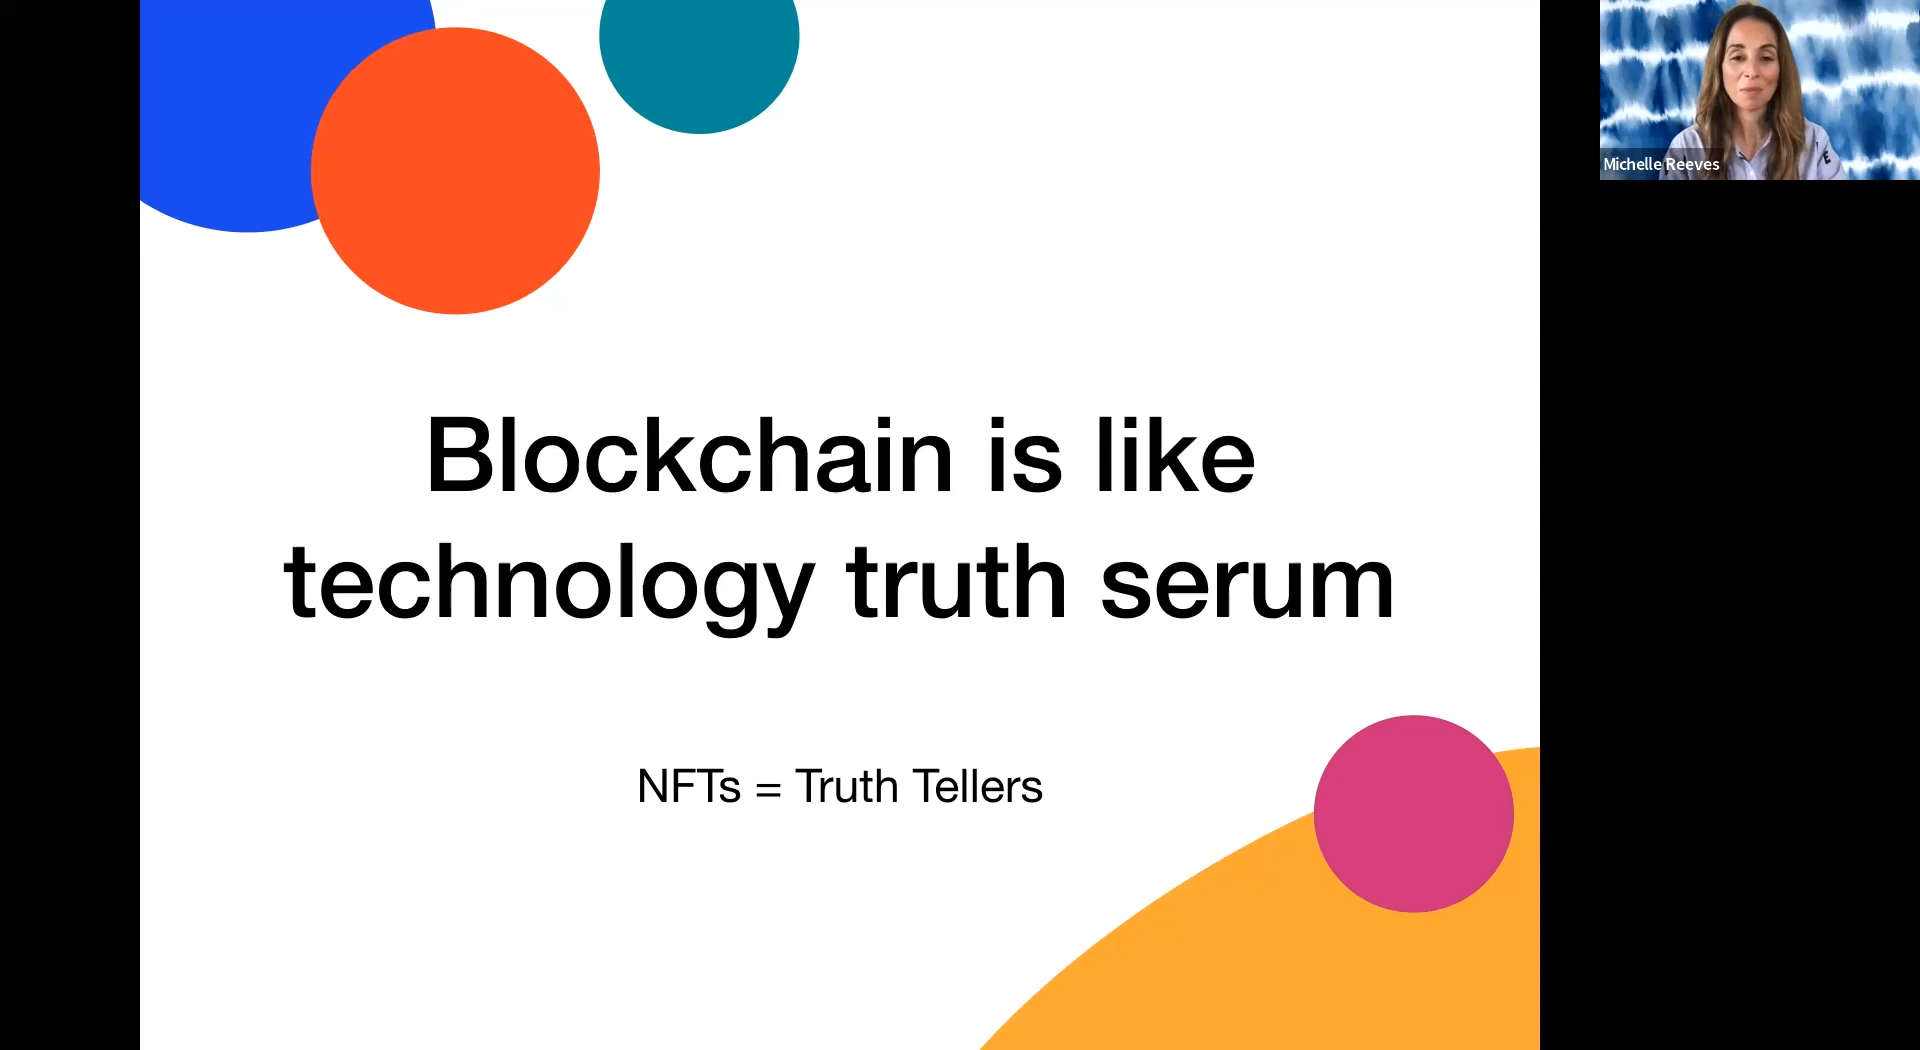 Blockchain is like
technology truth serum
NFTs = Truth Tellers
Michelle Reeves
E